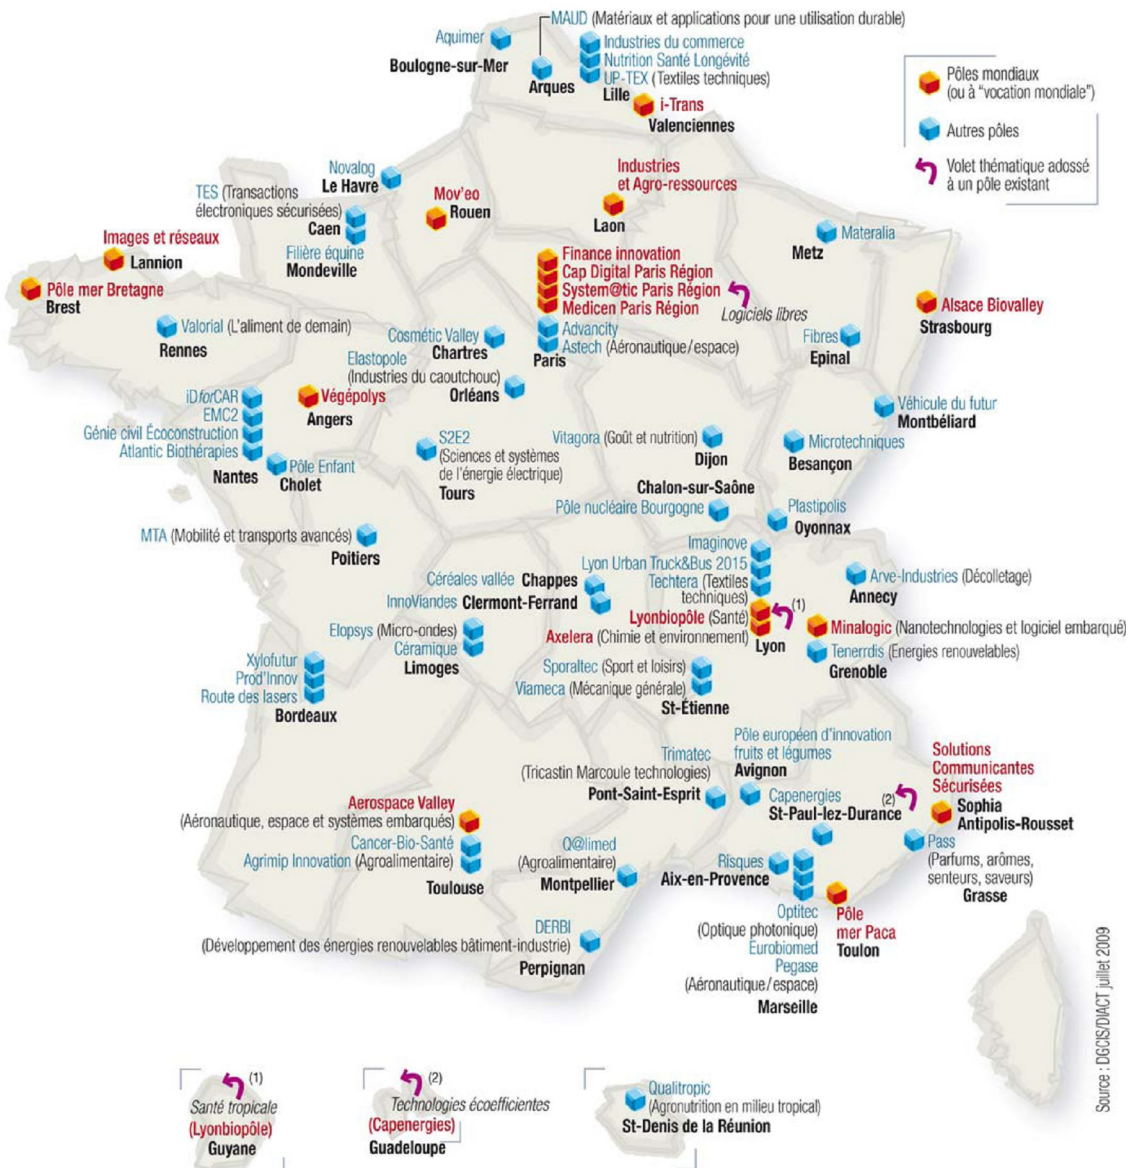 MAUD (Matériaux et applications pour une utilisation durable)
Aquimer
Boulogne-sur-Mer
Arques
Industries du commerce
Nutrition Santé Longévité
UP-TEX (Textiles techniques)
Lille
i-Trans
Valenciennes
Pôles mondiaux
(ou à "vocation mondiale")
Autres pôles
Volet thématique adossé
à un pôle existant
Novalog
Le Havre
TES (Transactions
électroniques sécurisées)
Caen
Filière équine
Mondeville
Mov'eo
Rouen
Industries
et Agro-ressources
Laon
Materalia
Metz
Images et réseaux
Lannion
Pôle mer Bretagne
Brest
Valorial (L'aliment de demain)
Rennes
Finance innovation
Cap Digital Paris Région
System@tic Paris Région
Medicen Paris Région
Logiciels libres
Advancity
Astech (Aéronautique/espace)
Paris
Alsace Biovalley
Strasbourg
Fibres
Epinal
Cosmétic Valley
Chartres
Elastopole
(Industries du caoutchouc)
Orléans
iDforCAR
EMC2
Génie civil Écoconstruction
Atlantic Biothérapies
Nantes
Végépolys
Angers
Pôle Enfant
Cholet
S2E2
(Sciences et systèmes
de l'énergie électrique)
Tours
Véhicule du futur
Montbéliard
Vitagora (Goût et nutrition)
Dijon
Microtechniques
Besançon
Chalon-sur-Saône
Pôle nucléaire Bourgogne
Plastipolis
Oyonnax
MTA (Mobilité et transports avancés)
Poitiers
Imaginove
Lyon Urban Truck&Bus 2015
Techtera (Textiles
techniques)
Lyonbiopôle (Santé)
(1)
Axelera (Chimie et environnement)
Lyon
Céréales vallée Chappes
InnoViandes Clermont-Ferrand
Arve-Industries (Décolletage)
Annecy
Minalogic (Nanotechnologies et logiciel embarqué)
Tenerrdis (Energies renouvelables)
Grenoble
Elopsys (Micro-ondes)
Céramique
Limoges
Xylofutur
Prod'Innov
Route des lasers
Bordeaux
Sporaltec (Sport et loisirs)
Viameca (Mécanique générale)
St-Étienne
Pôle européen d'innovation
fruits et légumes
Avignon
Trimatec
(Tricastin Marcoule technologies)
Pont-Saint-Esprit
Capenergies
(2)
St-Paul-lez-Durance
Solutions
Communicantes
Sécurisées
Sophia
Antipolis-Rousset
Aerospace Valley
(Aéronautique, espace et systèmes embarqués)
Cancer-Bio-Santé
Agrimip Innovation (Agroalimentaire)
Toulouse
Q@limed
(Agroalimentaire)
Montpellier
Risques
Aix-en-Provence
Pass
(Parfums, arômes,
senteurs, saveurs)
Grasse
Optitec
(Optique photonique)
Eurobiomed
Pegase
(Aéronautique/espace)
Marseille
Pôle
mer Paca
Toulon
DERBI
(Développement des énergies renouvelables bâtiment-industrie)
Perpignan
Source : DGCIS/DIACT juillet 2009
(1)
Santé tropicale
(Lyonbiopôle)
Guyane
(2)
Technologies écoefficientes
(Capenergies)
Guadeloupe
Qualitropic
(Agronutrition en milieu tropical)
St-Denis de la Réunion